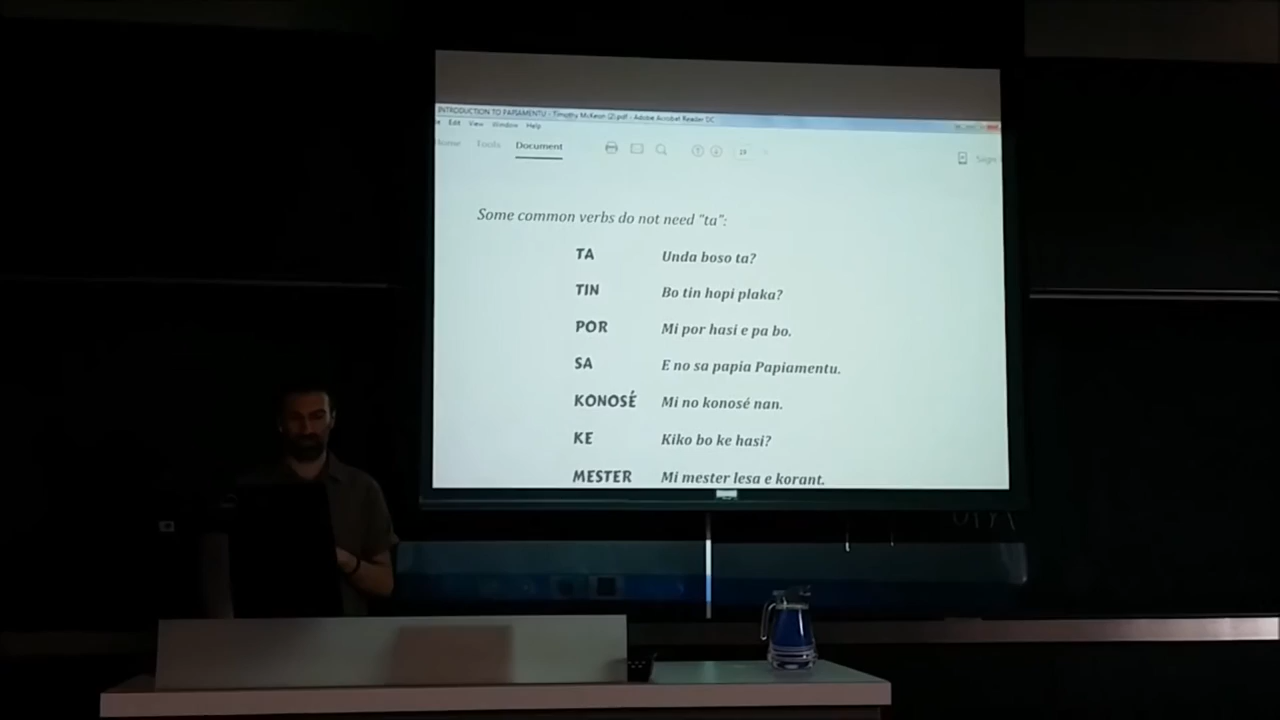 INTRODUCTION TO PAPIAMENTU - Timothy McKeon (2).pdf - Adobe Acrobat Reader DC
Edit View Window Help
Home Tools Document 23 Sign
Some common verbs do not need "ta":
TA Unda boso ta?
TIN Bo tin hopi plaka?
POR Mi por hasi e pa bo.
SA E no sa papia Papiamentu.
KONOSÉ Mi no konosé nan.
KE Kiko bo ke hasi?
MESTER Mi mester lesa e korant.